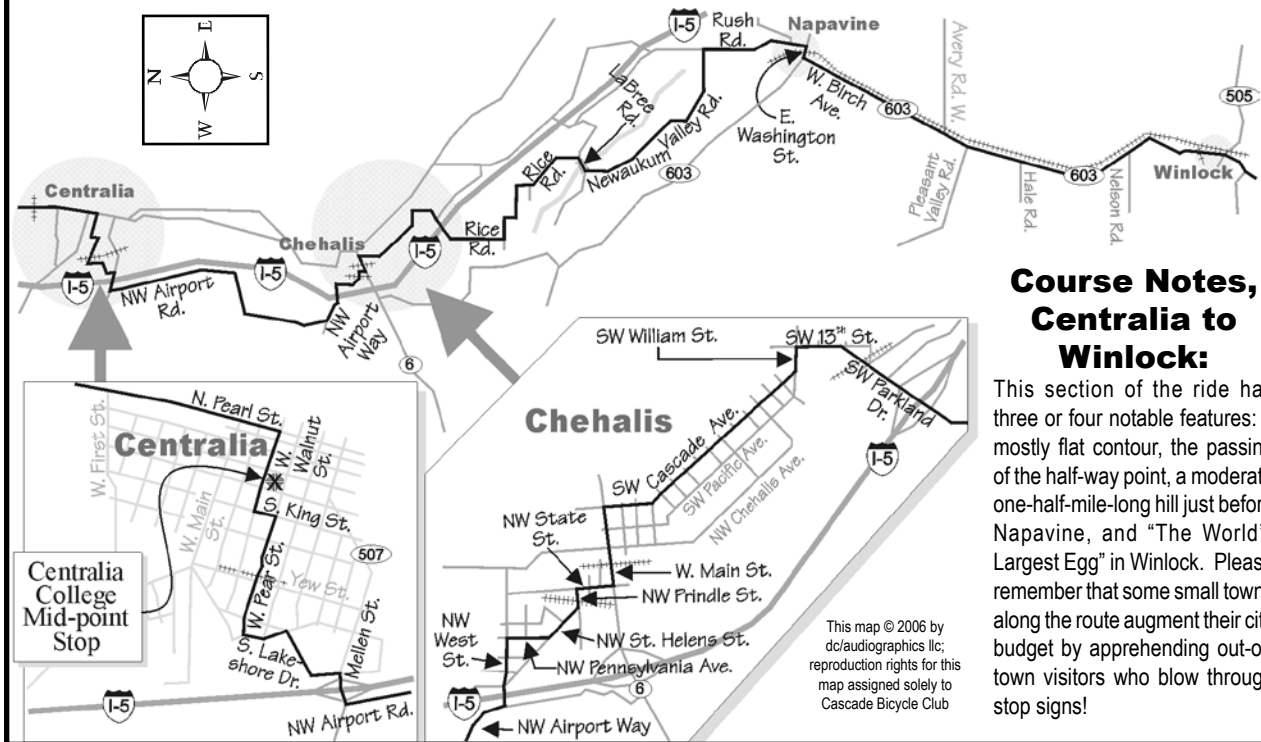 E
N
S
W
I-5
Rush
Rd.
Napavine
LaBree
Rd.
Avery Rd. W.
W. Birch
Ave.
603
505
E.
Washington
St.
Newaukum Valley Rd.
Rice
Rd.
603
Pleasant
Valley Rd.
Hale Rd.
603
Nelson Rd.
Winlock
Centralia
Chehalis
I-5
Rice
Rd.
I-5
I-5
NW Airport
Rd.
NW
Airport
Way
6
N. Pearl St.
W. First St.
Centralia
W. Walnut
St.
S. King St.
W. Main
St.
507
W. Pear St.
Yew St.
Centralia
College
Mid-point
Stop
S. Lake-
shore Dr.
Mellen St.
I-5
NW Airport Rd.
SW William St.
SW 13th St.
SW Parkland
Dr.
Chehalis
SW Cascade Ave.
SW Pacific Ave.
NW Chehalis Ave.
I-5
NW State
St.
W. Main St.
NW Prindle St.
NW
West
St.
NW St. Helens St.
NW Pennsylvania Ave.
6
I-5
NW Airport Way
This map © 2006 by
dc/audiographics llc;
reproduction rights for this
map assigned solely to
Cascade Bicycle Club
Course Notes,
Centralia to
Winlock:
This section of the ride ha
three or four notable features:
mostly flat contour, the passin
of the half-way point, a moderat
one-half-mile-long hill just befor
Napavine, and “The World’
Largest Egg” in Winlock. Pleas
remember that some small town
along the route augment their cit
budget by apprehending out-o
town visitors who blow throug
stop signs!